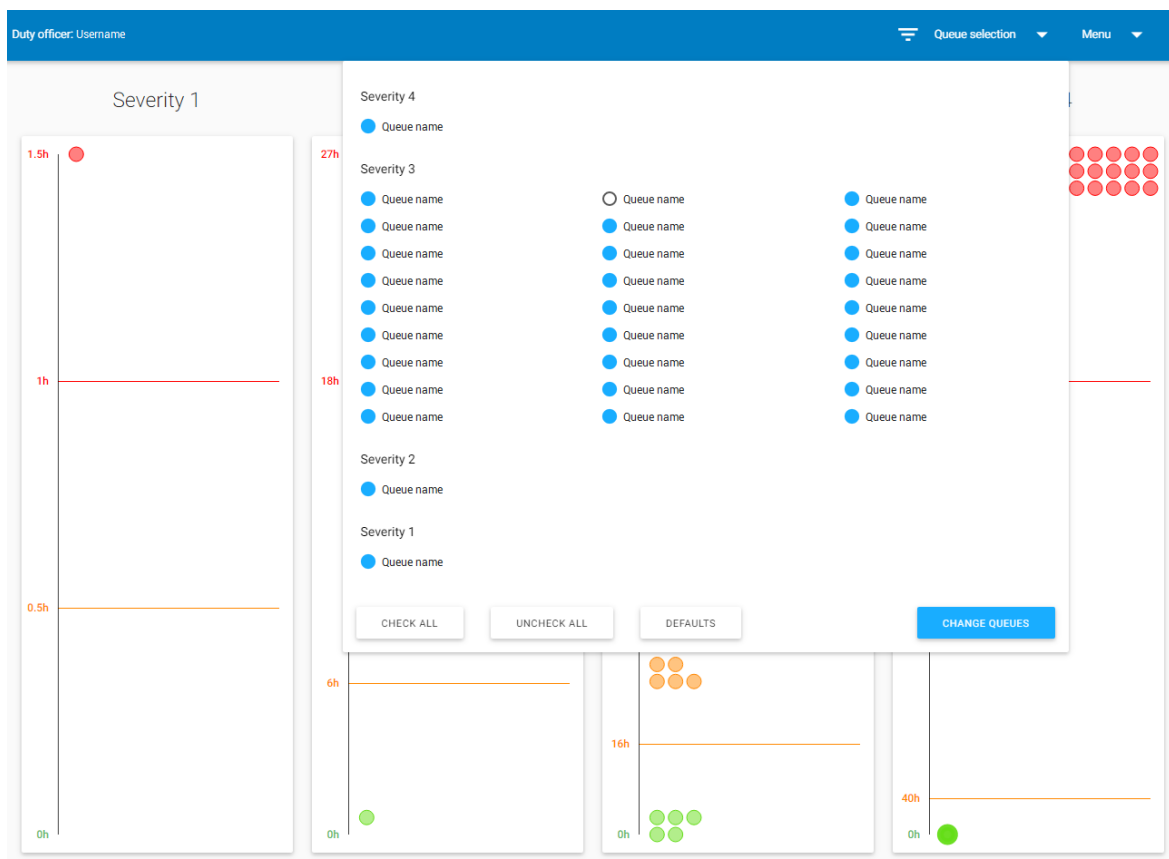 Duty officer: Username
Queue selection
Menu
Severity 1
4
1.5h
1h
0.5h
0h
27h
18h
6h
0h
16h
0h
40h
0h
Severity 4
Queue name
Severity 3
Queue name Queue name Queue name
Queue name Queue name Queue name
Queue name Queue name Queue name
Queue name Queue name Queue name
Queue name Queue name Queue name
Queue name Queue name Queue name
Queue name Queue name Queue name
Queue name Queue name Queue name
Queue name Queue name Queue name
Severity 2
Queue name
Severity 1
Queue name
CHECK ALL
UNCHECK ALL
DEFAULTS
CHANGE QUEUES